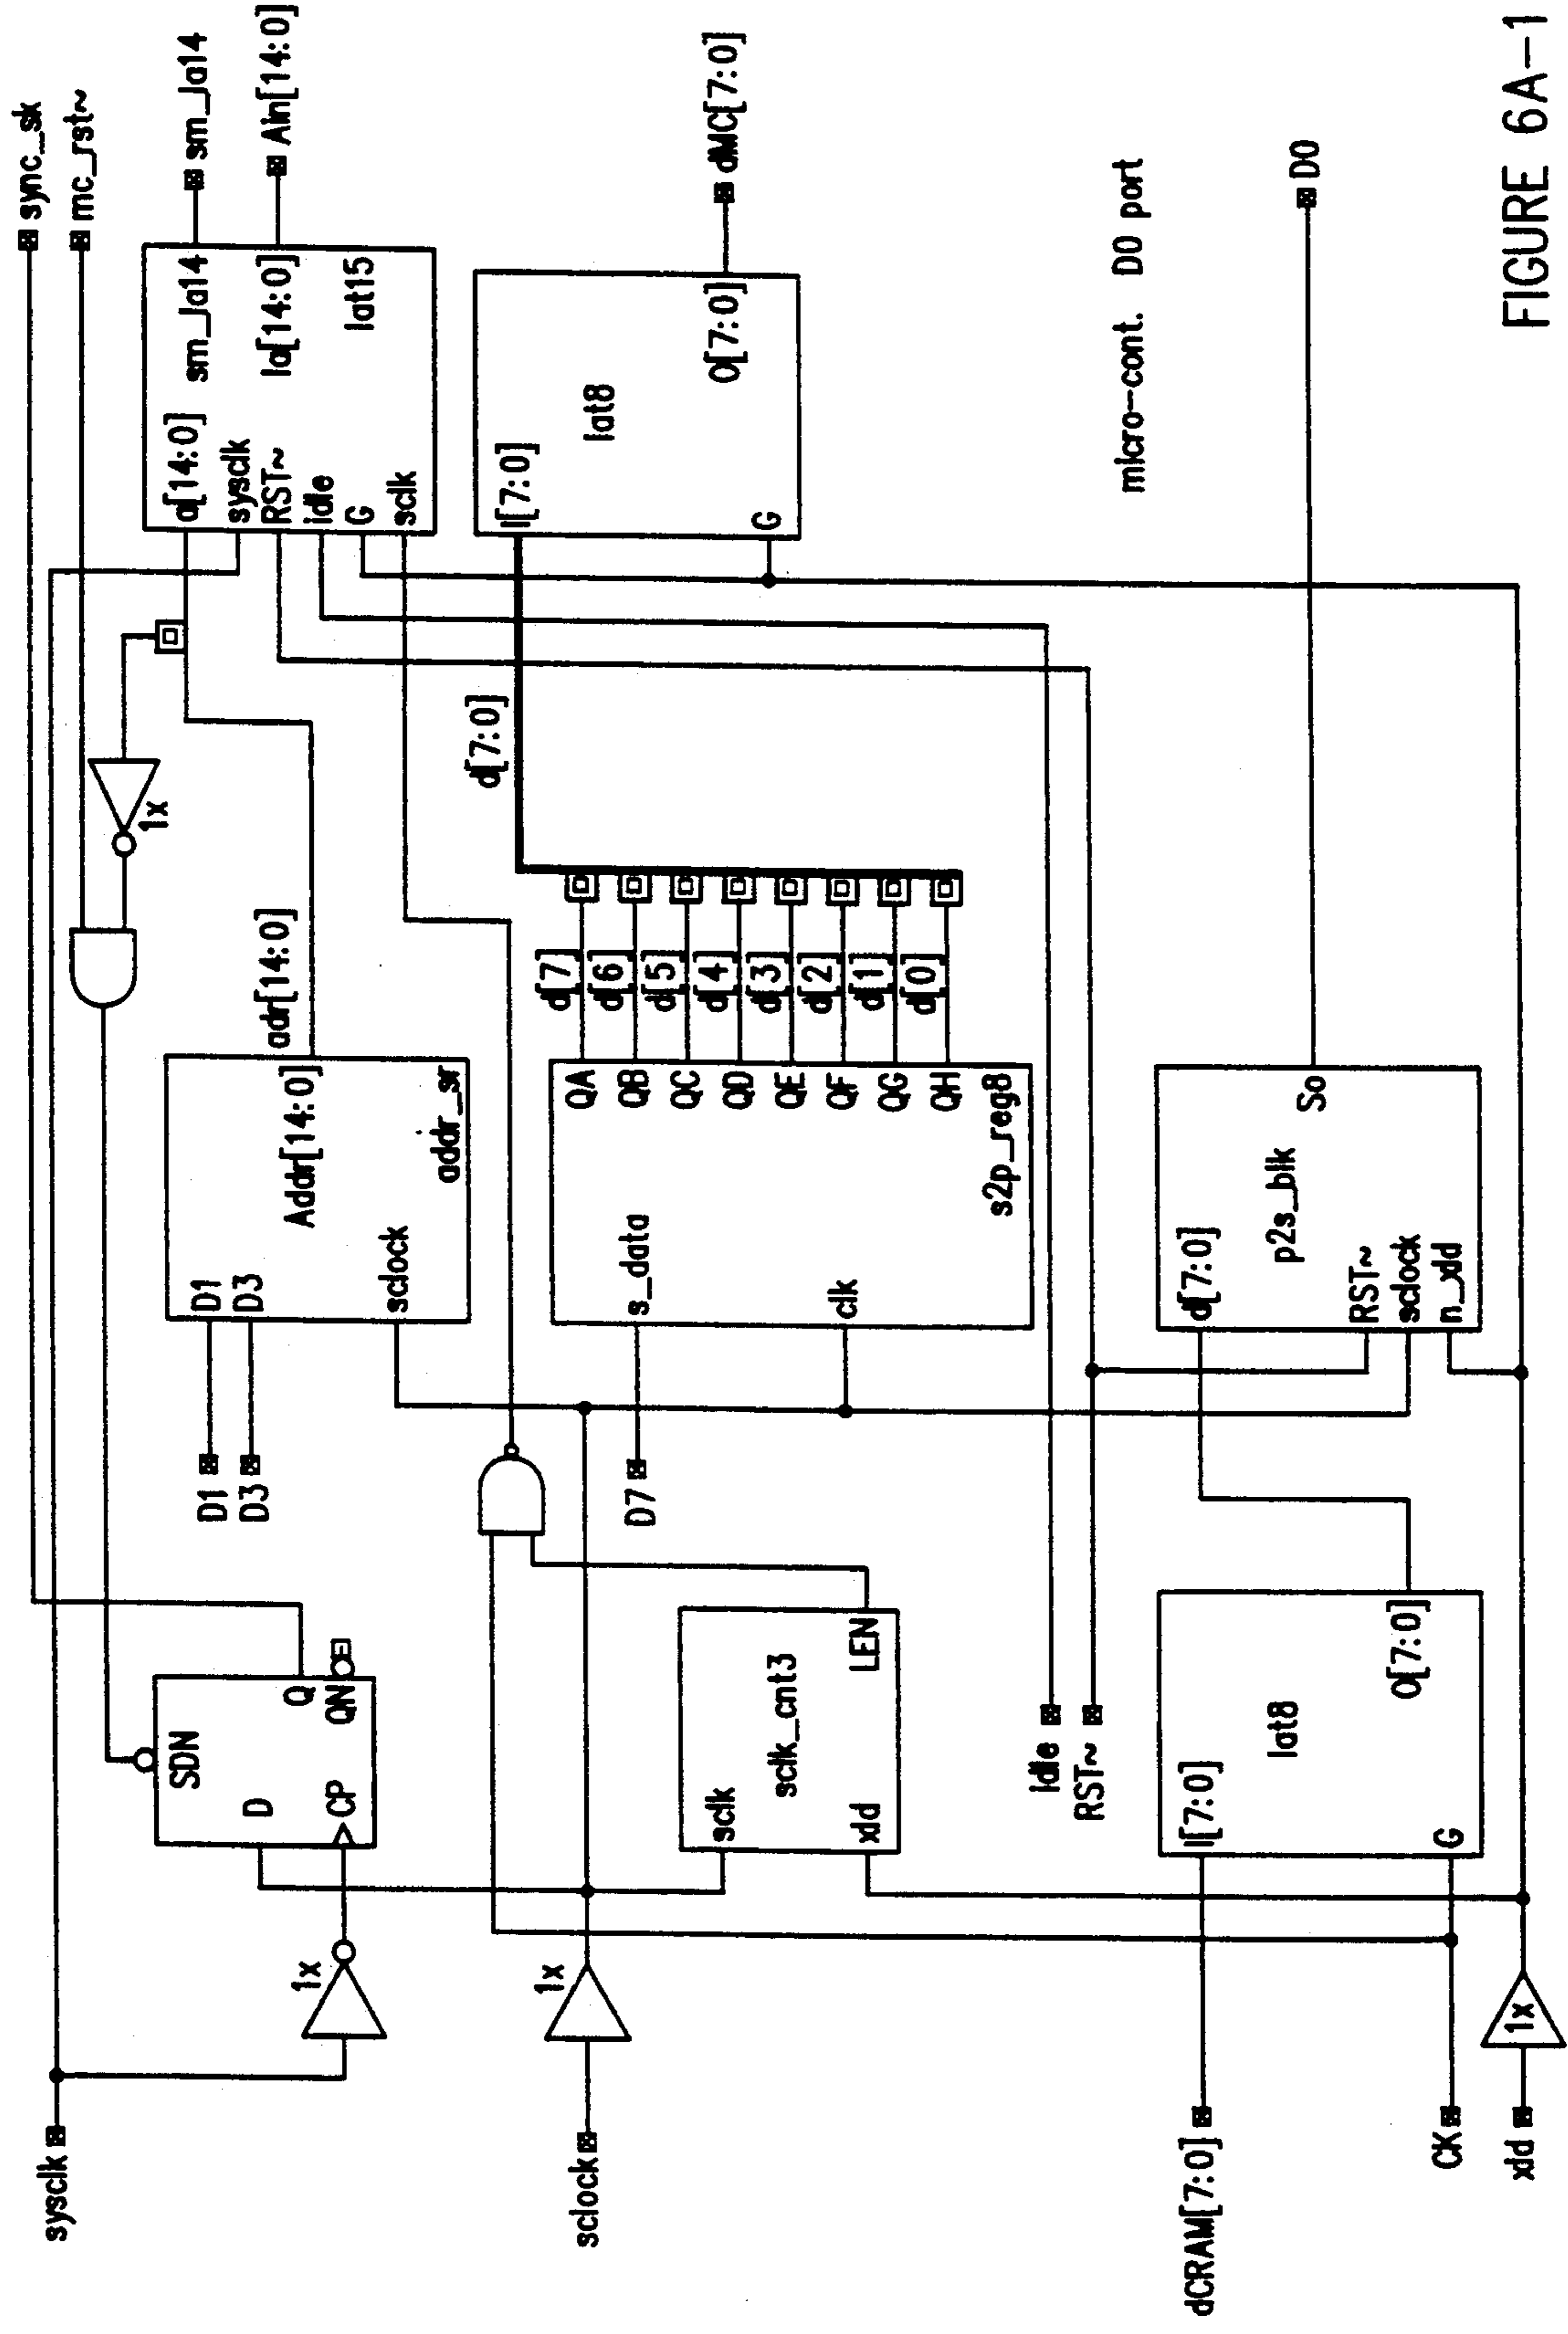 sysclk
sync_sk
mc_rst~
1x
SDN
D
Q
CP
QN
D1
D3
D1
D3
Addr[14:0]
sclock
addr_sr
adr[14:0]
1x
a[14:0]
sm_la14
sysclk
RST~
la[14:0]
idle
G
lat15
sclk
sm_la14
Ain[14:0]
sclock
1x
sclk
sclk_cnt3
xdd
LEN
D7
s_data
clk
QA
QB
QC
QD
QE
QF
QG
QH
s2p_reg8
d[7]
d[6]
d[5]
d[4]
d[3]
d[2]
d[1]
d[0]
d[7:0]
I[7:0]
lat8
O[7:0]
G
dMC[7:0]
idle
RST~
micro-cont. DO port
dCRAM[7:0]
I[7:0]
lat8
O[7:0]
G
d[7:0]
p2s_blk
So
RST~
sclock
n_xdd
DO
CK
xdd
1x
FIGURE 6A-1